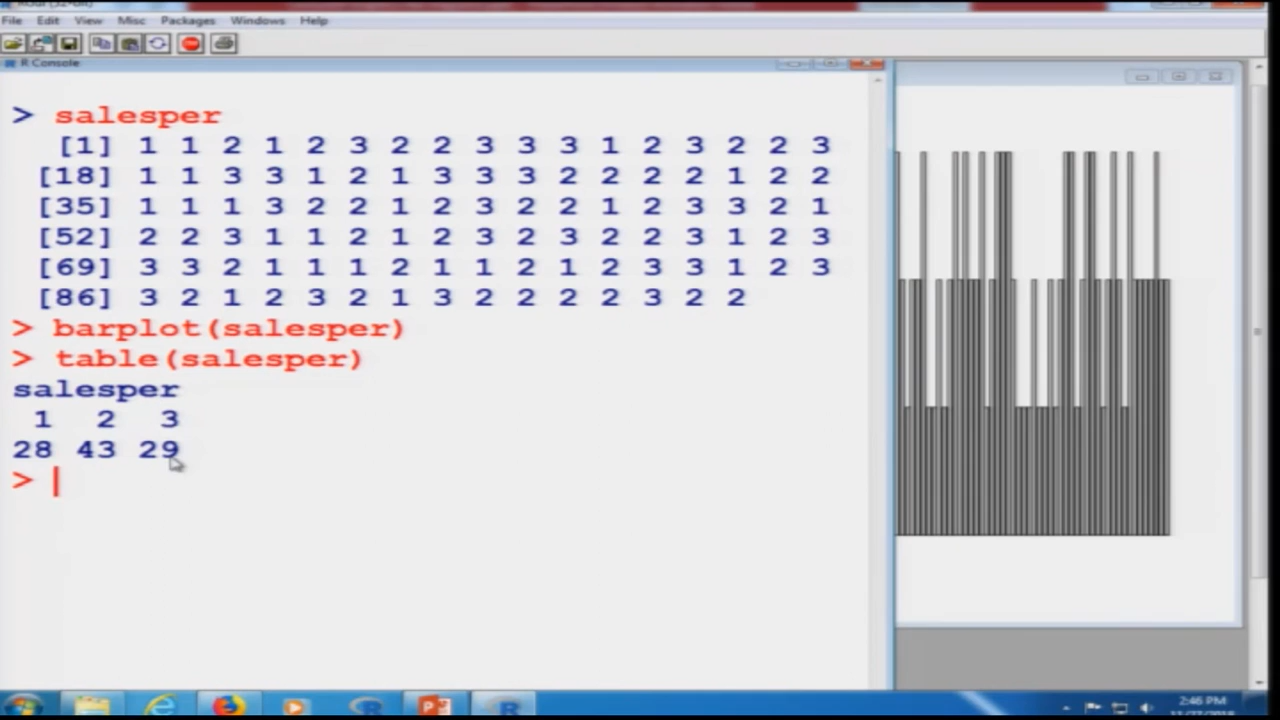 File Edit View Misc Packages Windows Help
R Console
> salesper
[1] 1 1 2 1 2 3 2 2 3 3 3 1 2 3 2 2 3
[18] 1 1 3 3 1 2 1 3 3 3 2 2 2 2 1 2 2
[35] 1 1 1 3 2 2 1 2 3 2 2 1 2 3 3 2 1
[52] 2 2 3 1 1 2 1 2 3 2 3 2 2 3 1 2 3
[69] 3 3 2 1 1 1 2 1 1 2 1 2 3 3 1 2 3
[86] 3 2 1 2 3 2 1 3 2 2 2 2 3 2 2
> barplot(salesper)
> table(salesper)
salesper
1 2 3
28 43 29
>
2:46 PM